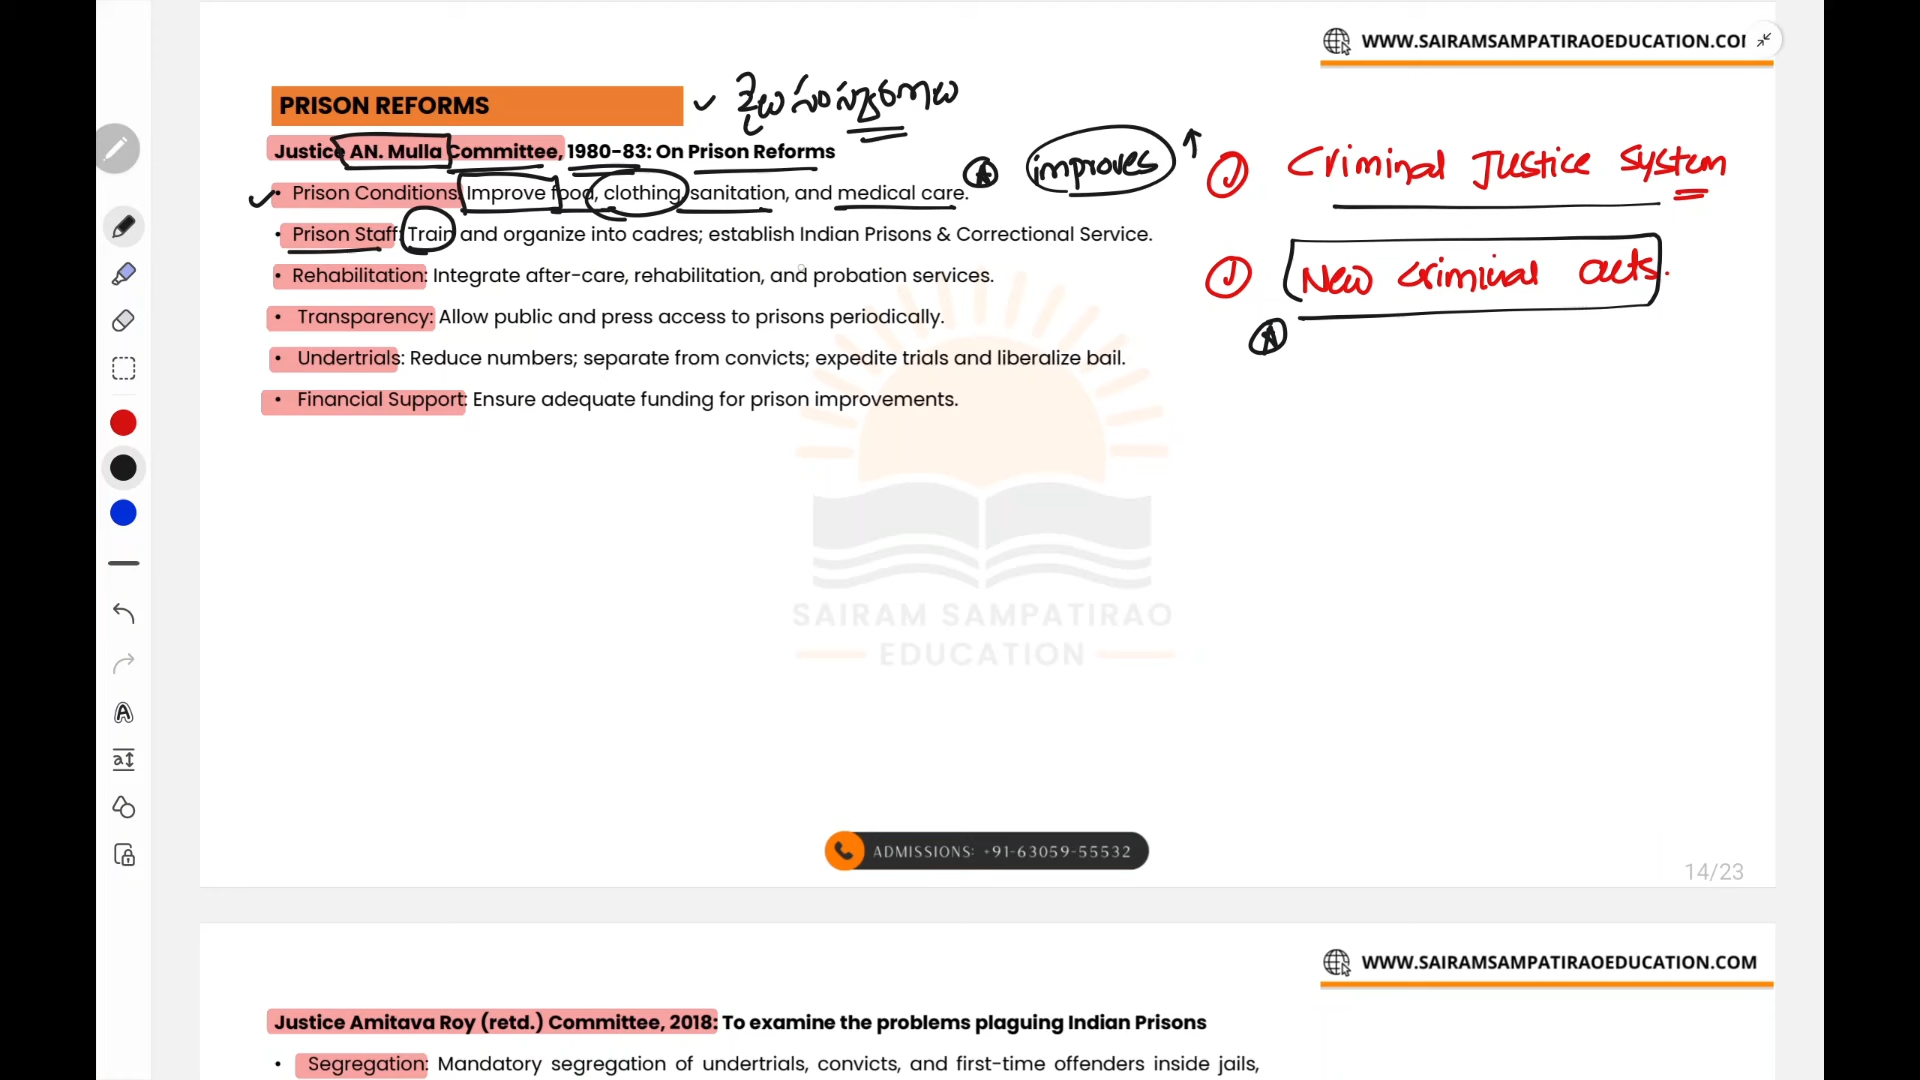 WWW.SAIRAMSAMPATIRAOEDUCATION.CO
PRISON REFORMS
Justice AN. Mulla Committee, 1980-83: On Prison Reforms
improves
Criminal Justice System
• Prison Conditions: Improve food, clothing, sanitation, and medical care.
• Prison Staff: Train and organize into cadres; establish Indian Prisons & Correctional Service.
• Rehabilitation: Integrate after-care, rehabilitation, and probation services.
New Criminal acts.
• Transparency: Allow public and press access to prisons periodically.
• Undertrials: Reduce numbers; separate from convicts; expedite trials and liberalize bail.
• Financial Support: Ensure adequate funding for prison improvements.
SAIRAM SAMPATIRAO
EDUCATION
ADMISSIONS: +91-63059-55532
14/23
WWW.SAIRAMSAMPATIRAOEDUCATION.COM
Justice Amitava Roy (retd.) Committee, 2018: To examine the problems plaguing Indian Prisons
• Segregation: Mandatory segregation of undertrials, convicts, and first-time offenders inside jails,